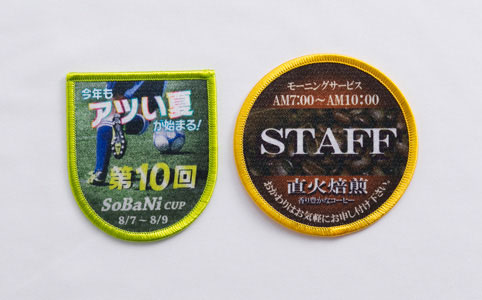 今年も
アツい夏
が始まる!
第10回
SoBaNi CUP
8/7～8/9
モーニングサービス
AM7:00～AM10:00
STAFF
直火焙煎
香り豊かなコーヒー
おかわりはお気軽にお申し付け下さい。